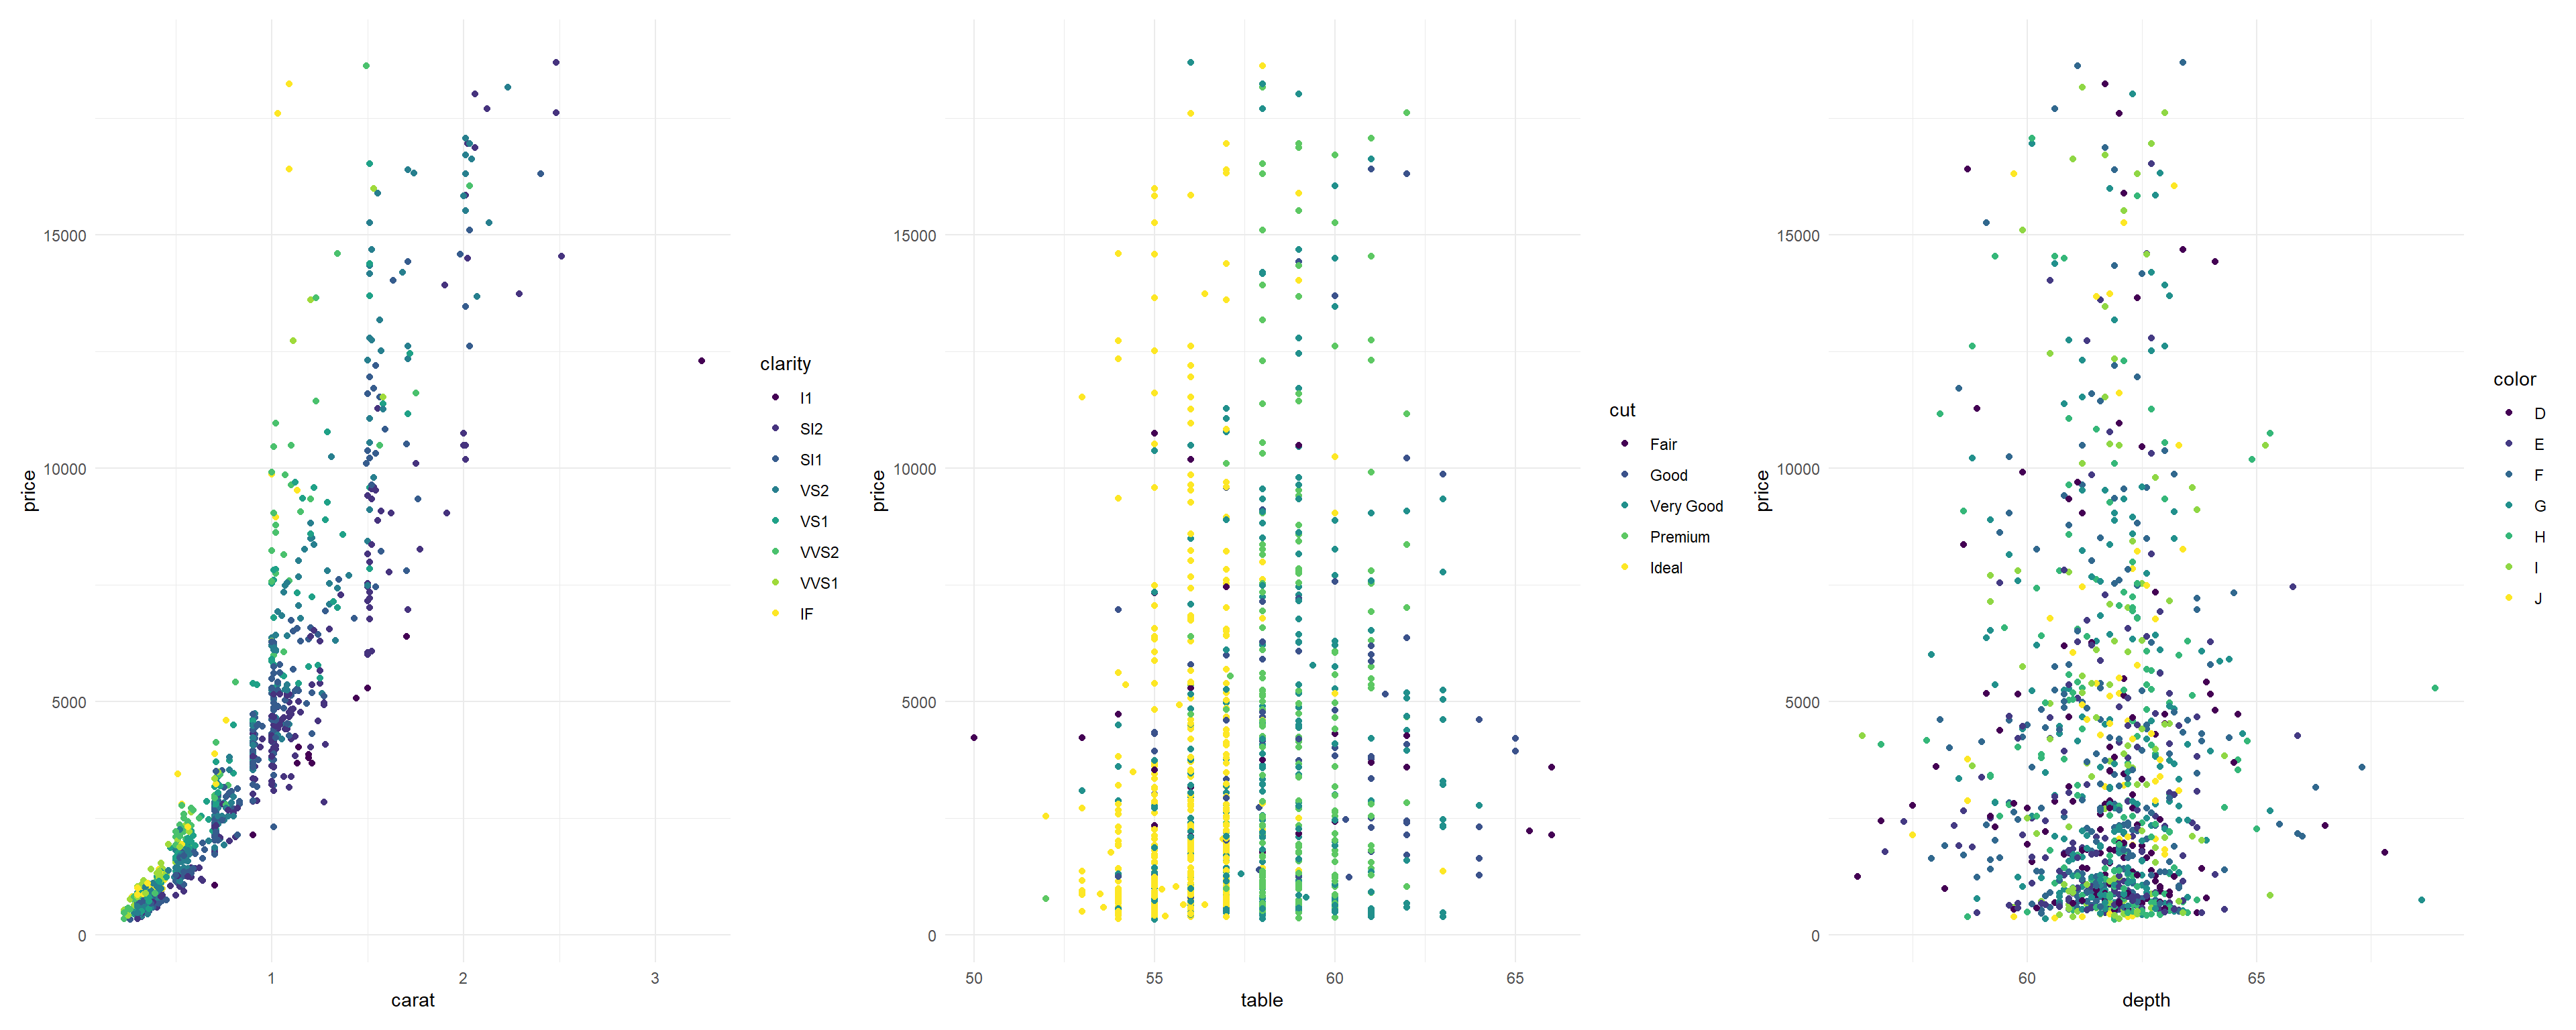 price
15000
10000
5000
0
1
2
3
carat
clarity
I1
SI2
SI1
VS2
VS1
VVS2
VVS1
IF
price
15000
10000
5000
0
50
55
60
65
table
cut
Fair
Good
Very Good
Premium
Ideal
price
15000
10000
5000
0
60
65
depth
color
D
E
F
G
H
I
J